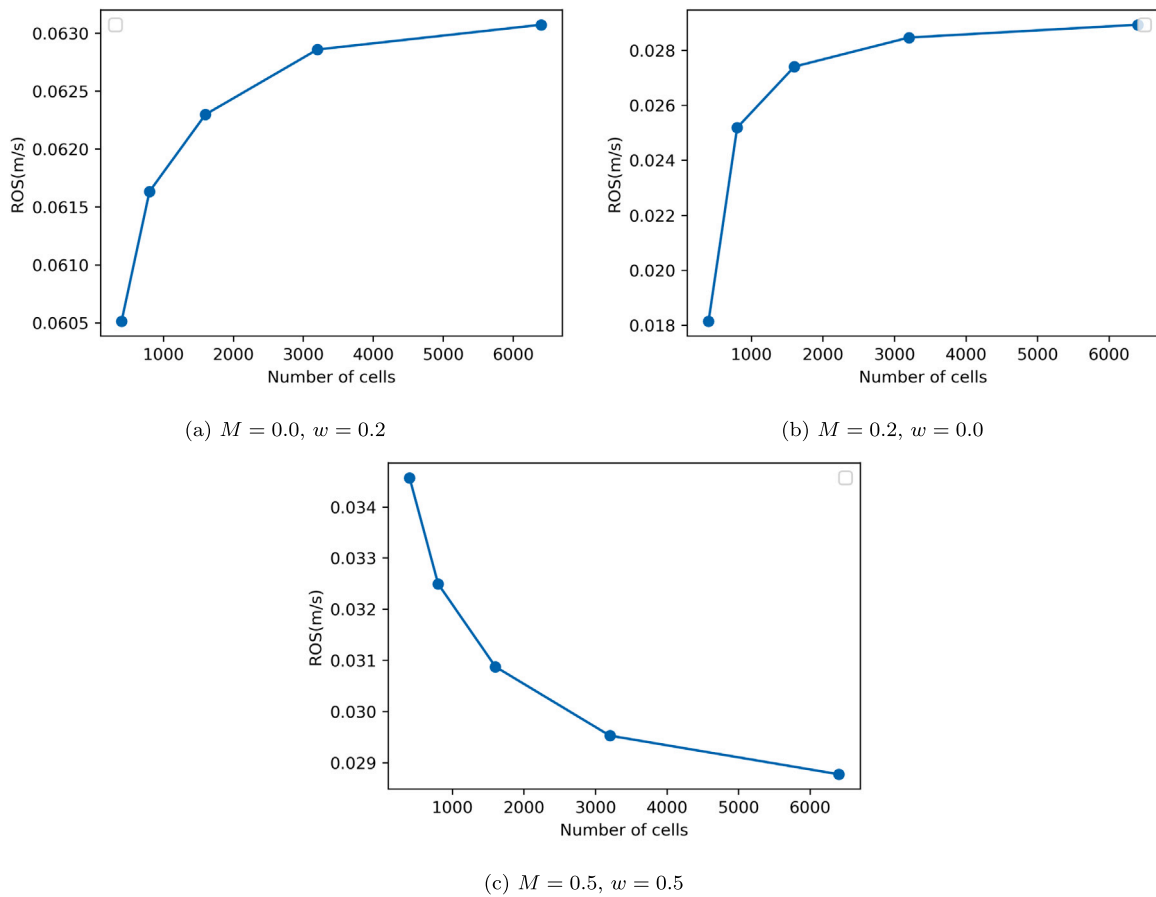 0.0630
0.0625
0.0620
0.0615
0.0610
0.0605
ROS(m/s)
1000 2000 3000 4000 5000 6000
Number of cells
(a) M = 0.0, w = 0.2
0.028
0.026
0.024
0.022
0.020
0.018
ROS(m/s)
1000 2000 3000 4000 5000 6000
Number of cells
(b) M = 0.2, w = 0.0
0.034
0.033
0.032
0.031
0.030
0.029
ROS(m/s)
1000 2000 3000 4000 5000 6000
Number of cells
(c) M = 0.5, w = 0.5